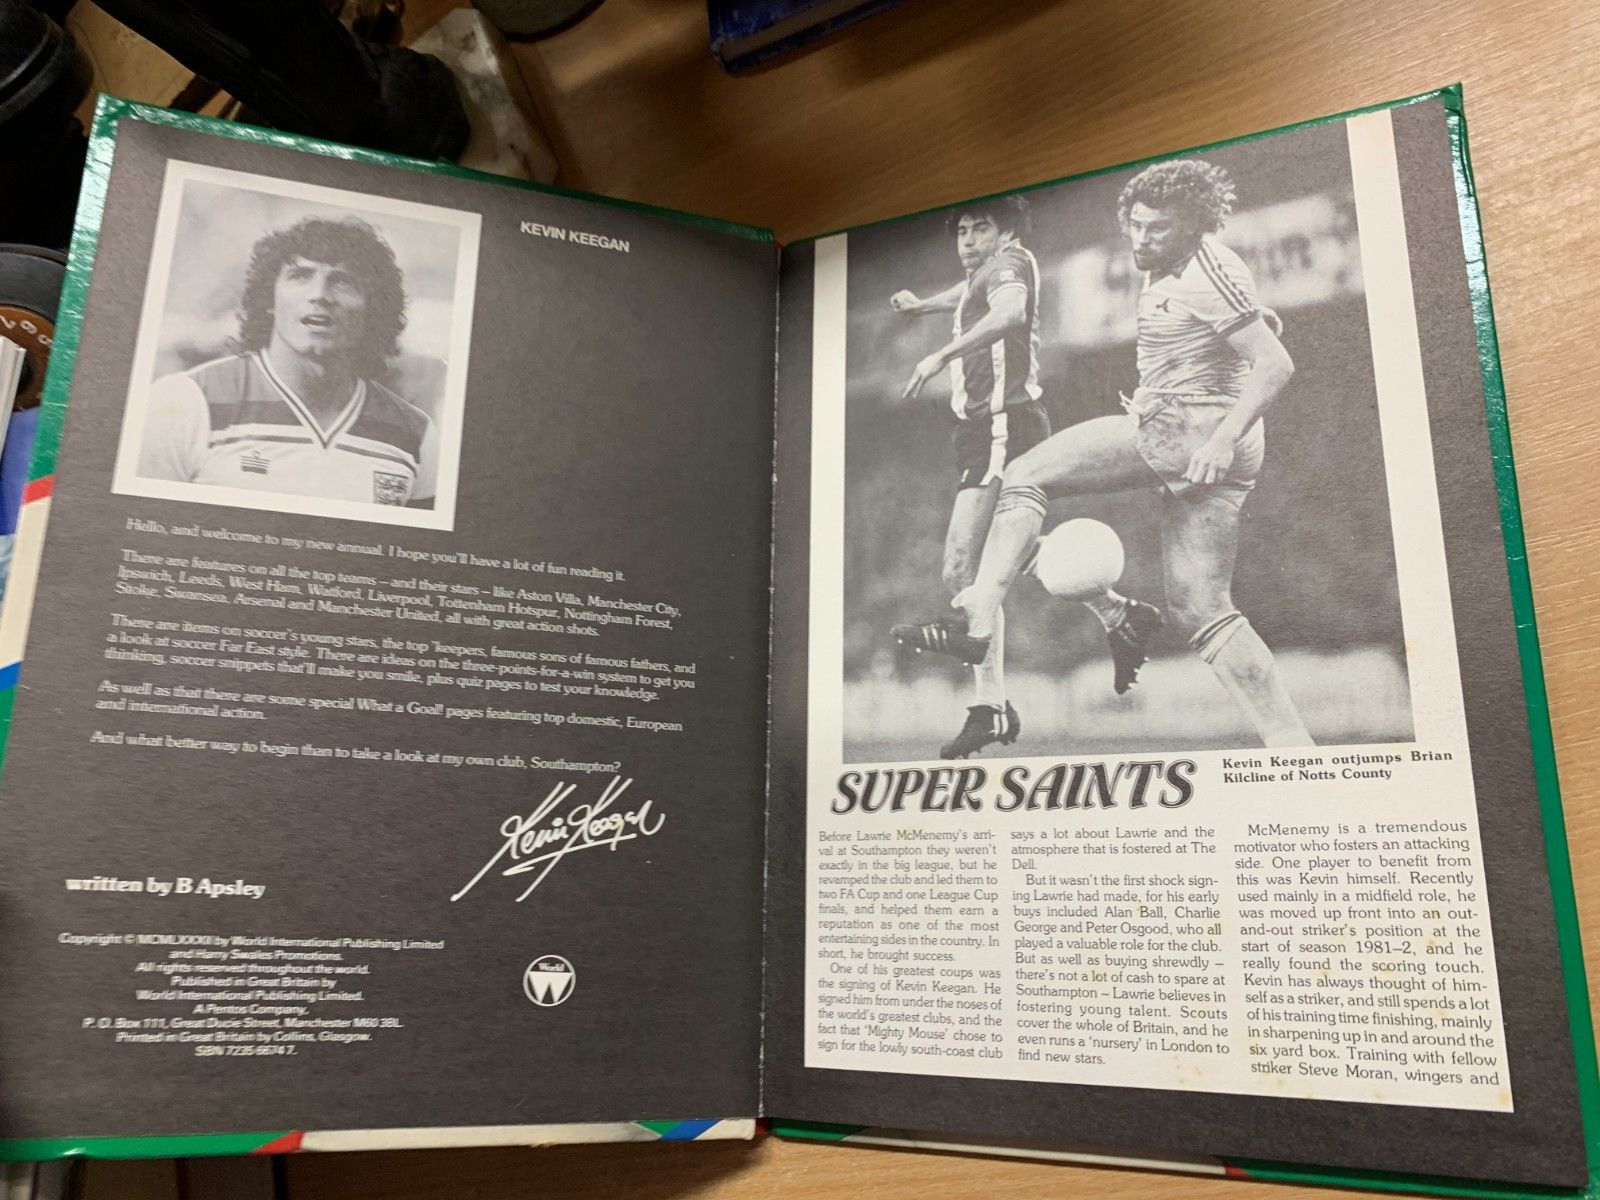 KEVIN KEEGAN
Hello, and welcome to my new annual. I hope you'll have a lot of fun reading it.
There are features on all the top teams – and their stars – like Aston Villa, Manchester City,
Ipswich, Leeds, West Ham, Watford, Liverpool, Tottenham Hotspur, Nottingham Forest,
Stoke, Swansea, Arsenal and Manchester United, all with great action shots.
There are items on soccer's young stars, the top 'keepers, famous sons of famous fathers, and
a look at soccer Far East style. There are ideas on the three-points-for-a-win system to get you
thinking, soccer snippets that'll make you smile, plus quiz pages to test your knowledge.
As well as that there are some special What a Goal! pages featuring top domestic, European
and international action.
And what better way to begin than to take a look at my own club, Southampton?
Kevin Keegan
written by B Apsley
Copyright © MCMLXXXII by World International Publishing Limited
and Harry Swales Promotions.
All rights reserved throughout the world.
Published in Great Britain by
World International Publishing Limited.
A Pentos Company,
P.O. Box 111, Great Ducie Street, Manchester M60 3BL.
Printed in Great Britain by Collins, Glasgow.
SBN 7235 6674 7.
World
W
Kevin Keegan outjumps Brian
Kilcline of Notts County
SUPER SAINTS
Before Lawrie McMenemy's arri-
val at Southampton they weren't
exactly in the big league, but he
revamped the club and led them to
two FA Cup and one League Cup
finals, and helped them earn a
reputation as one of the most
entertaining sides in the country. In
short, he brought success.
One of his greatest coups was
the signing of Kevin Keegan. He
signed him from under the noses of
the world's greatest clubs, and the
fact that 'Mighty Mouse' chose to
sign for the lowly south-coast club
says a lot about Lawrie and the
atmosphere that is fostered at The
Dell.
But it wasn't the first shock sign-
ing Lawrie had made, for his early
buys included Alan Ball, Charlie
George and Peter Osgood, who all
played a valuable role for the club.
But as well as buying shrewdly –
there's not a lot of cash to spare at
Southampton – Lawrie believes in
fostering young talent. Scouts
cover the whole of Britain, and he
even runs a 'nursery' in London to
find new stars.
McMenemy is a tremendous
motivator who fosters an attacking
side. One player to benefit from
this was Kevin himself. Recently
used mainly in a midfield role, he
was moved up front into an out-
and-out striker's position at the
start of season 1981–2, and he
really found the scoring touch.
Kevin has always thought of him-
self as a striker, and still spends a lot
of his training time finishing, mainly
in sharpening up in and around the
six yard box. Training with fellow
striker Steve Moran, wingers and